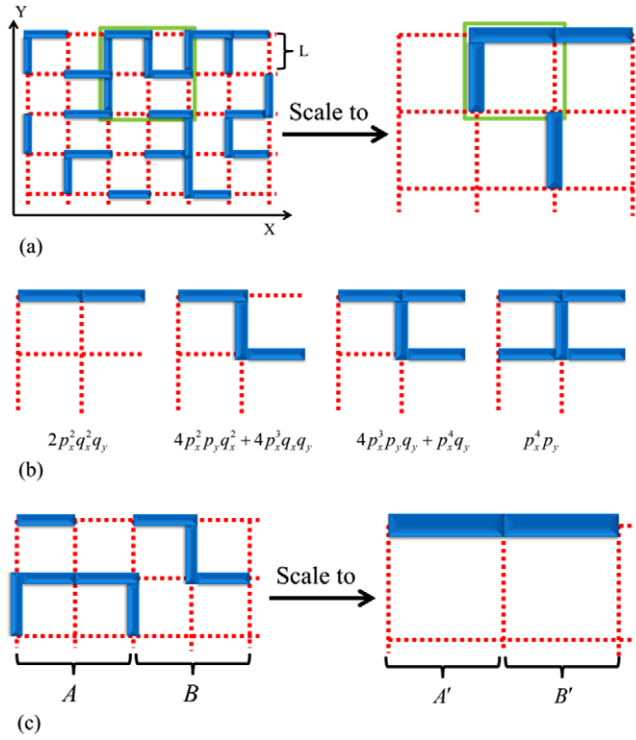 Y
L
Scale to
X
(a)
2p_x^2q_x^2q_y
4p_x^2p_yq_x^2 + 4p_x^3q_xq_y
4p_x^3p_yq_y + p_x^4q_y
p_x^4p_y
(b)
Scale to
A
B
A′
B′
(c)